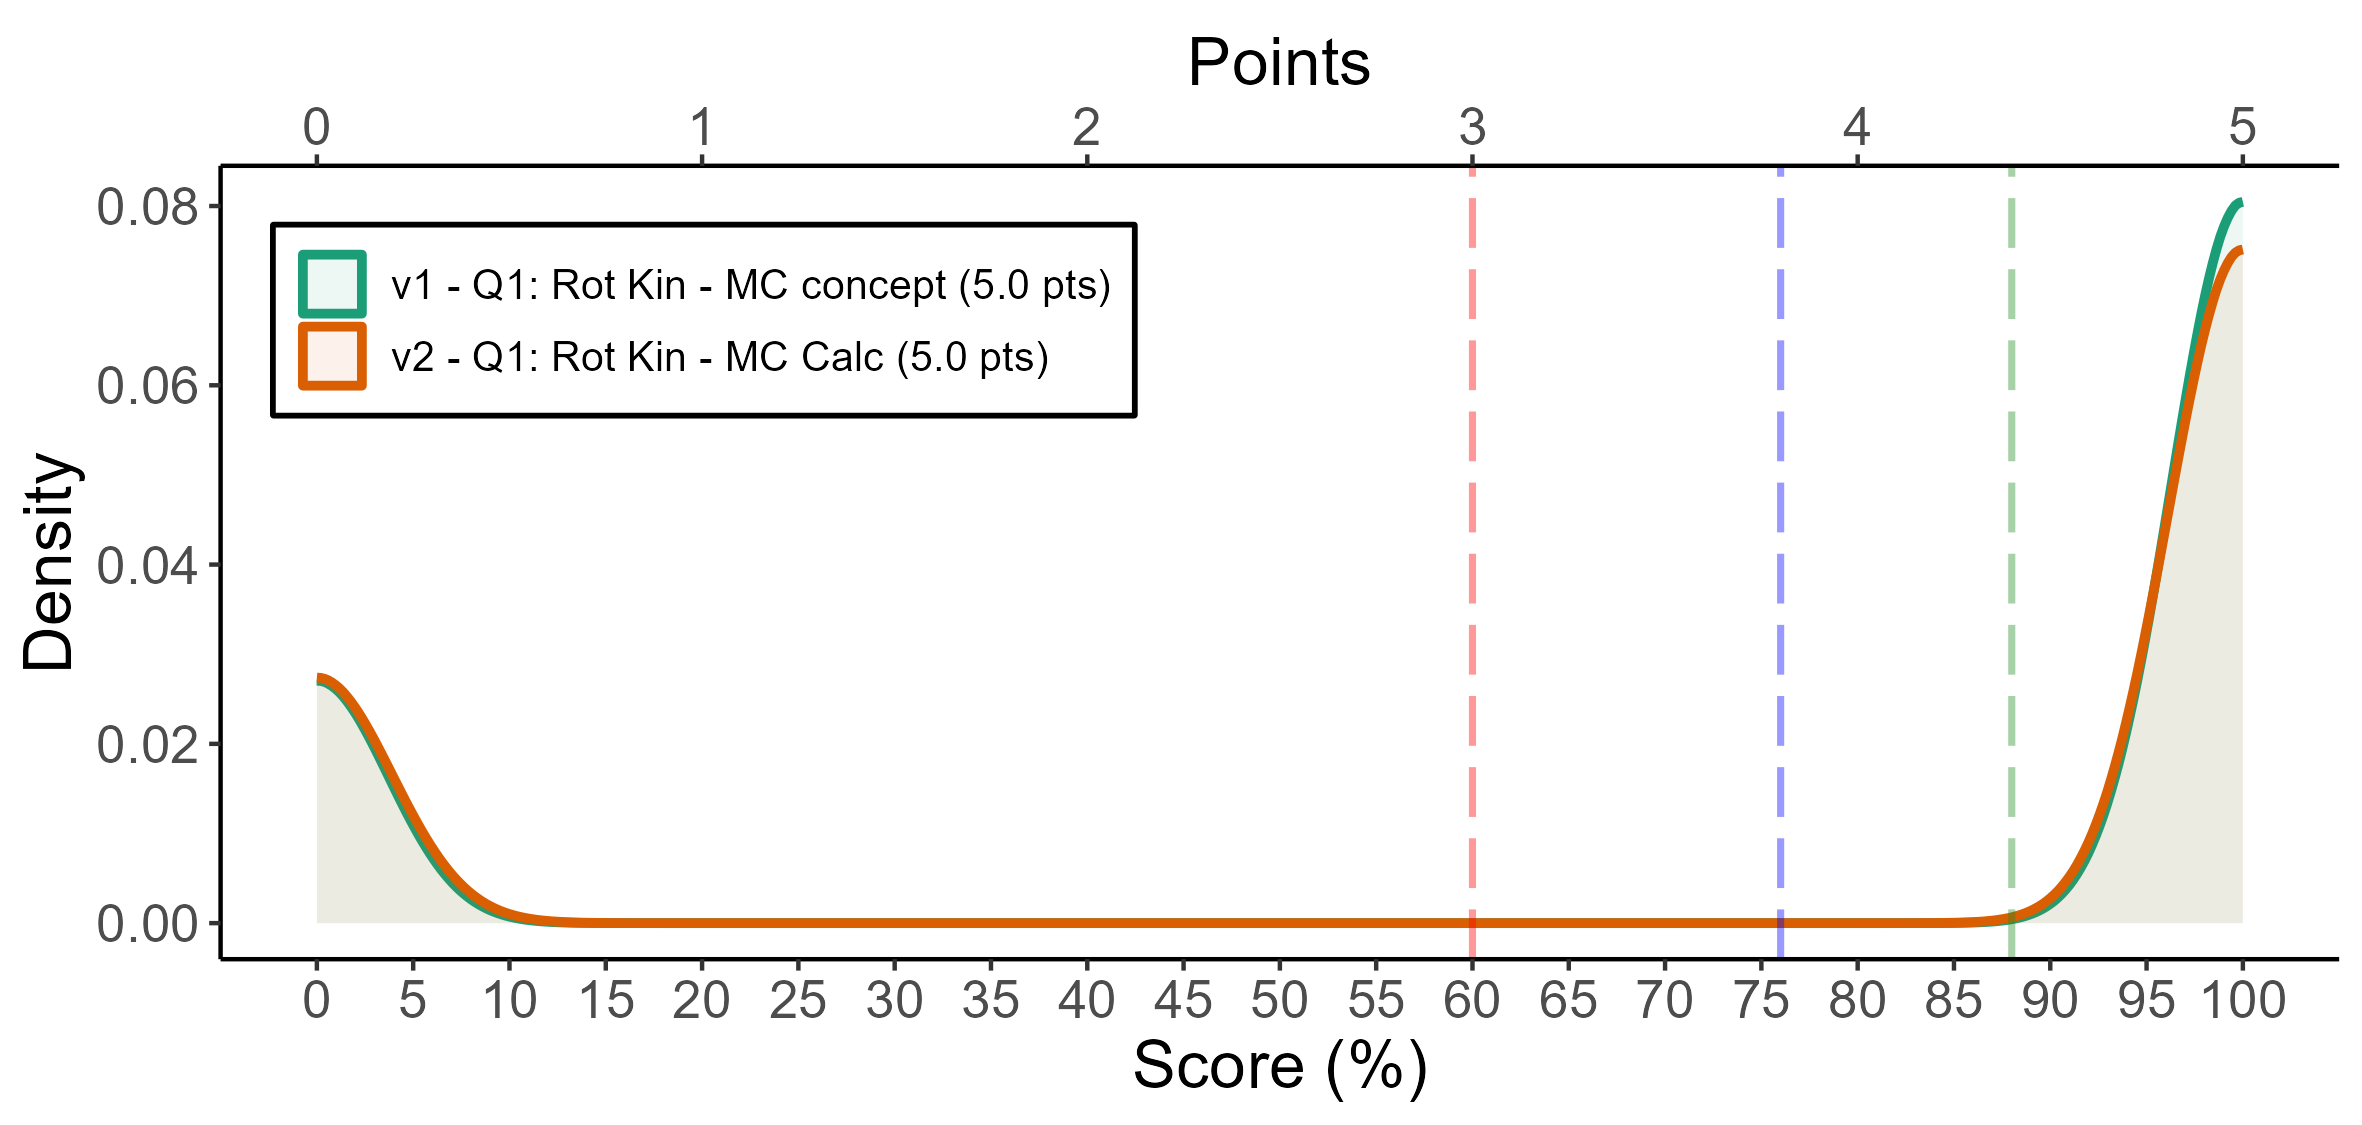 Points
0 1 2 3 4 5
0.08
v1 - Q1: Rot Kin - MC concept (5.0 pts)
v2 - Q1: Rot Kin - MC Calc (5.0 pts)
0.06
0.04
0.02
0.00
Density
0 5 10 15 20 25 30 35 40 45 50 55 60 65 70 75 80 85 90 95 100
Score (%)